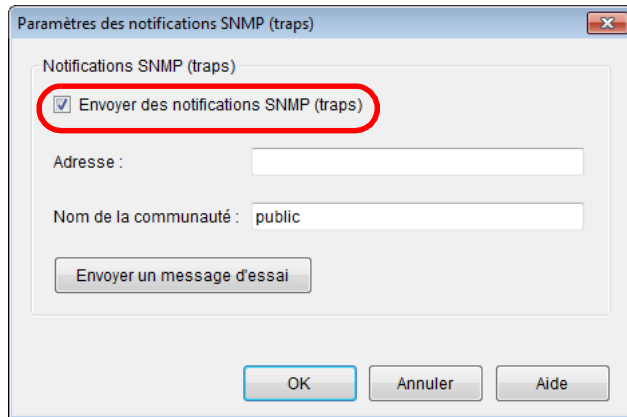 Paramètres des notifications SNMP (traps)
Notifications SNMP (traps)
Envoyer des notifications SNMP (traps)
Adresse :
Nom de la communauté : public
Envoyer un message d'essai
OK Annuler Aide